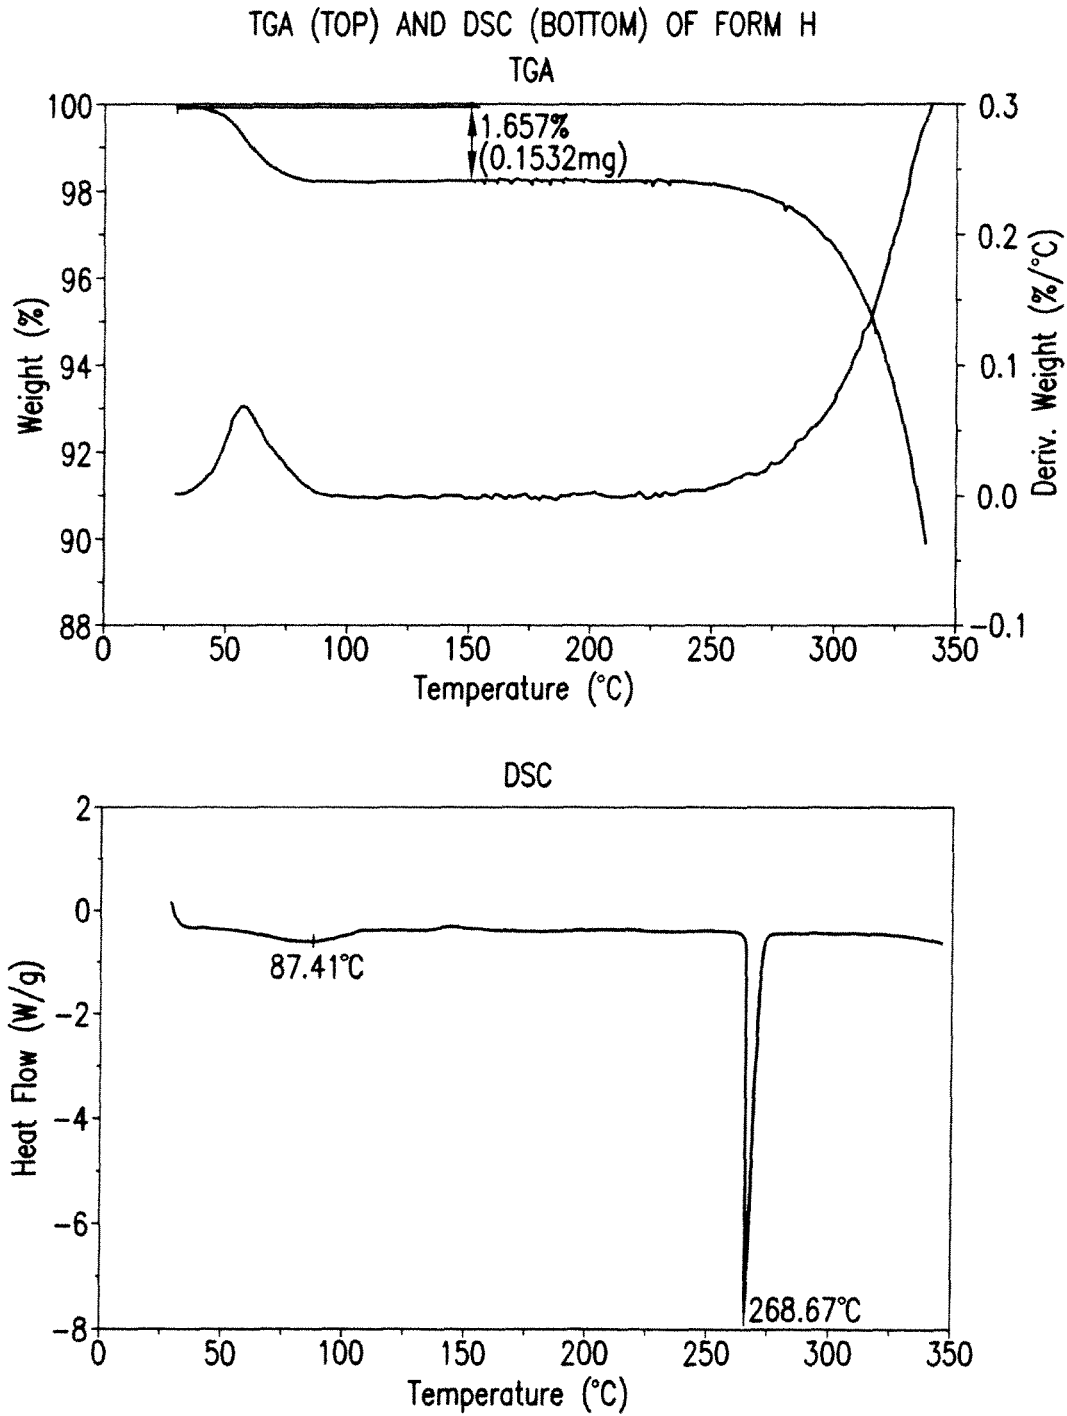 TGA (TOP) AND DSC (BOTTOM) OF FORM H
TGA
100
98
96
94
92
90
88
Weight (%)
1.657%
(0.1532mg)
0.3
0.2
0.1
0.0
-0.1
Deriv. Weight (%/°C)
0 50 100 150 200 250 300 350
Temperature (°C)
DSC
2
0
-2
-4
-6
-8
Heat Flow (W/g)
87.41°C
268.67°C
0 50 100 150 200 250 300 350
Temperature (°C)